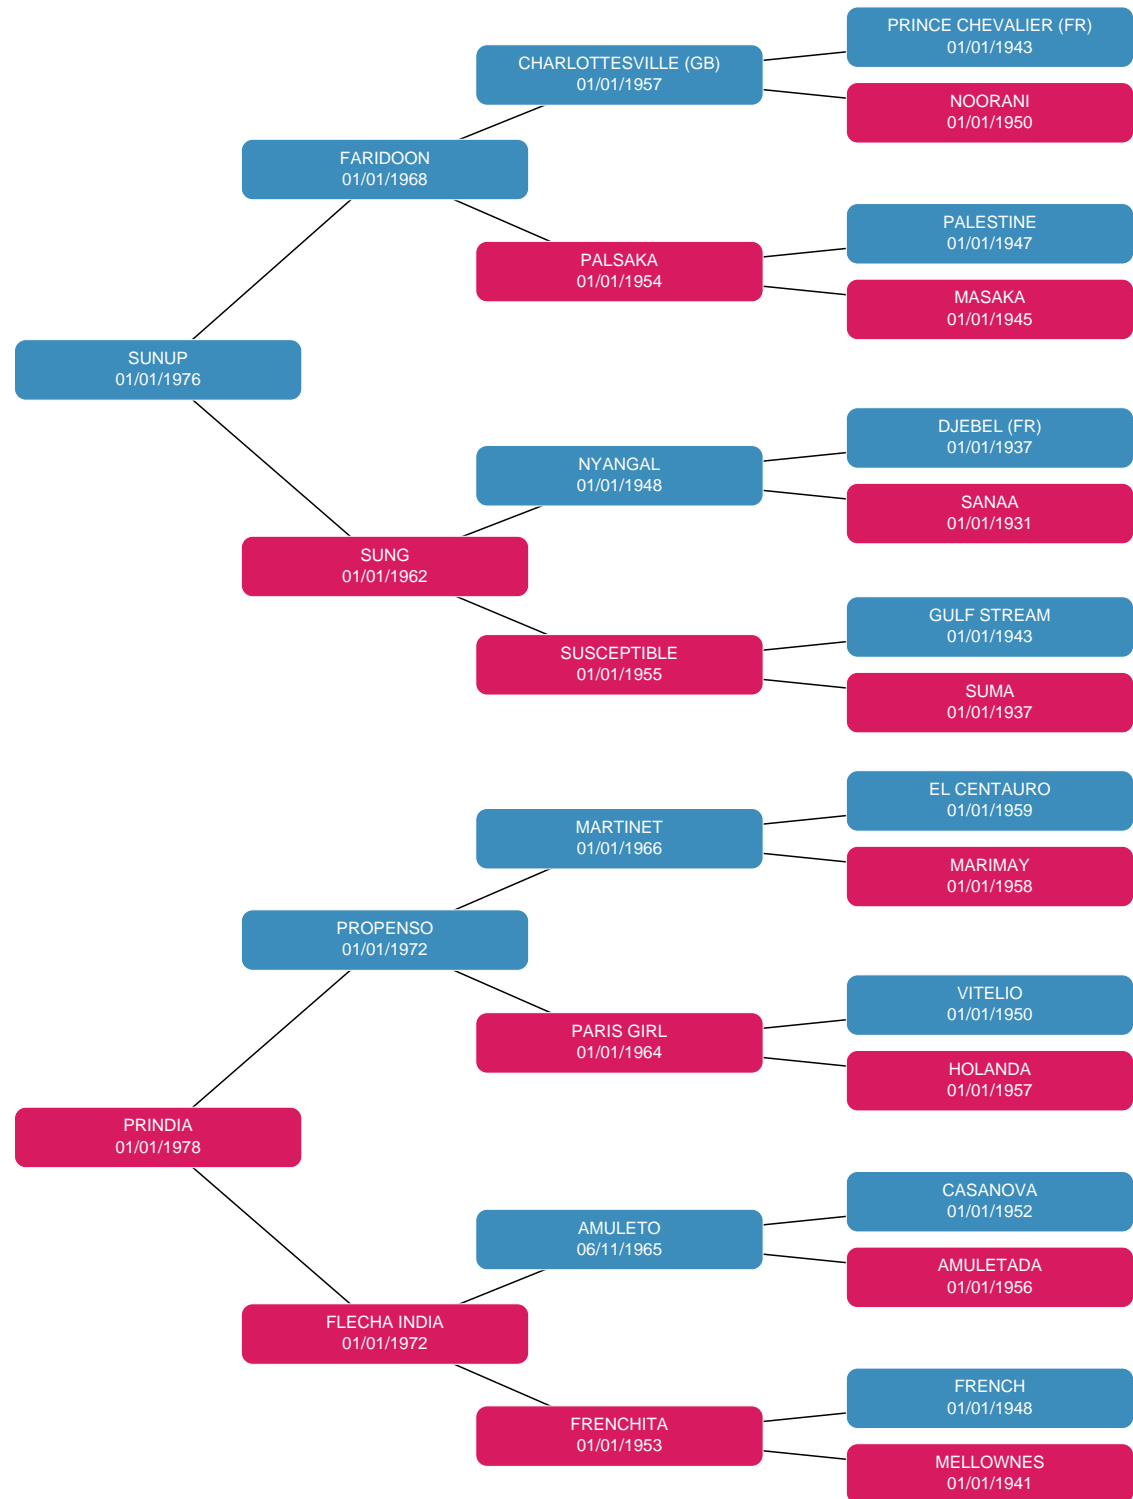 PRINCE CHEVALIER (FR)
01/01/1943
CHARLOTTESVILLE (GB)
01/01/1957
NOORANI
01/01/1950
FARIDOON
01/01/1968
PALESTINE
01/01/1947
PALSAKA
01/01/1954
MASAKA
01/01/1945
SUNUP
01/01/1976
DJEBEL (FR)
01/01/1937
NYANGAL
01/01/1948
SANAA
01/01/1931
SUNG
01/01/1962
GULF STREAM
01/01/1943
SUSCEPTIBLE
01/01/1955
SUMA
01/01/1937
EL CENTAURO
01/01/1959
MARTINET
01/01/1966
MARIMAY
01/01/1958
PROPENSO
01/01/1972
VITELIO
01/01/1950
PARIS GIRL
01/01/1964
HOLANDA
01/01/1957
PRINDIA
01/01/1978
CASANOVA
01/01/1952
AMULETO
06/11/1965
AMULETADA
01/01/1956
FLECHA INDIA
01/01/1972
FRENCH
01/01/1948
FRENCHITA
01/01/1953
MELLOWNES
01/01/1941